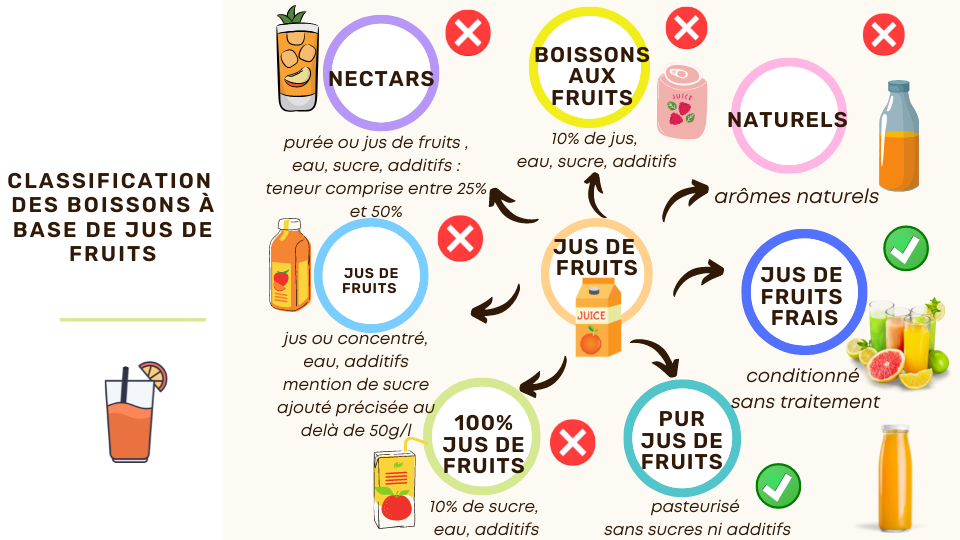 CLASSIFICATION
DES BOISSONS À
BASE DE JUS DE
FRUITS
NECTARS
purée ou jus de fruits ,
eau, sucre, additifs :
teneur comprise entre 25%
et 50%
BOISSONS
AUX
FRUITS
JUICE
10% de jus,
eau, sucre, additifs
NATURELS
arômes naturels
JUS DE
FRUITS
jus ou concentré,
eau, additifs
mention de sucre
ajouté précisée au
delà de 50g/l
JUS DE
FRUITS
JUICE
JUS DE
FRUITS
FRAIS
conditionné
sans traitement
100%
JUS DE
FRUITS
10% de sucre,
eau, additifs
PUR
JUS DE
FRUITS
pasteurisé
sans sucres ni additifs